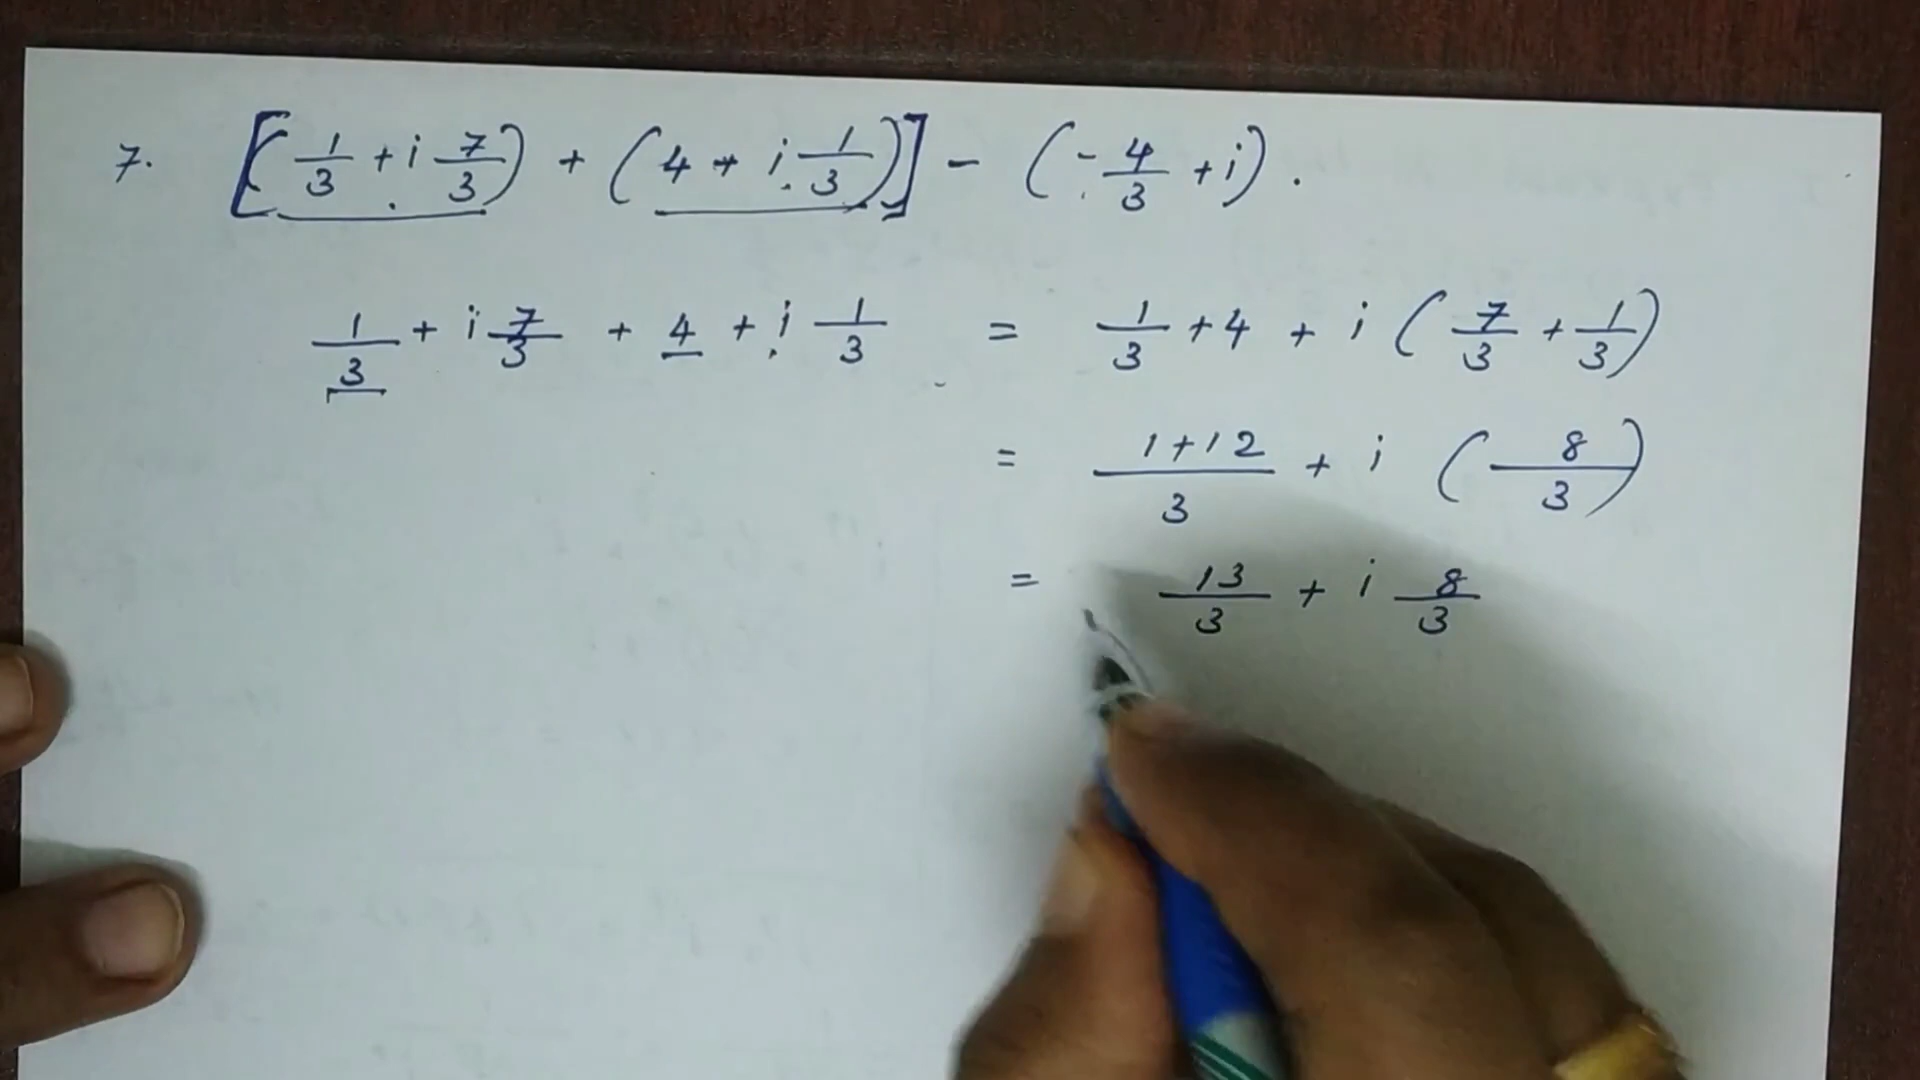 7. [(1/3 + i 7/3) + (4 + i 1/3)] - (-4/3 + i).
1/3 + i 7/3 + 4 + i 1/3 = 1/3 + 4 + i (7/3 + 1/3)
= 1+12/3 + i (8/3)
= 13/3 + i 8/3